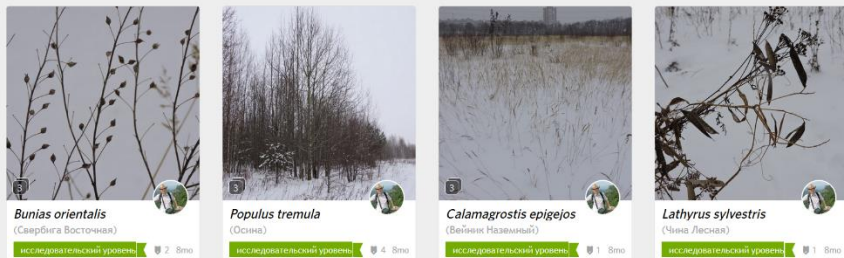 3
3
3
Bunias orientalis
(Свербига Восточная)
исследовательский уровень 2 8mo
Populus tremula
(Осина)
исследовательский уровень 4 8mo
Calamagrostis epigejos
(Вейник Наземный)
исследовательский уровень 1 8mo
Lathyrus sylvestris
(Чина Лесная)
исследовательский уровень 1 8mo